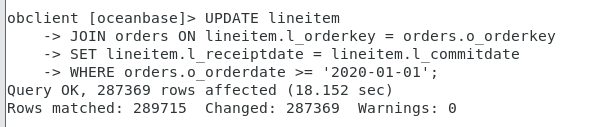 obclient [oceanbase]> UPDATE lineitem
    -> JOIN orders ON lineitem.l_orderkey = orders.o_orderkey
    -> SET lineitem.l_receiptdate = lineitem.l_commitdate
    -> WHERE orders.o_orderdate >= '2020-01-01';
Query OK, 287369 rows affected (18.152 sec)
Rows matched: 289715  Changed: 287369  Warnings: 0